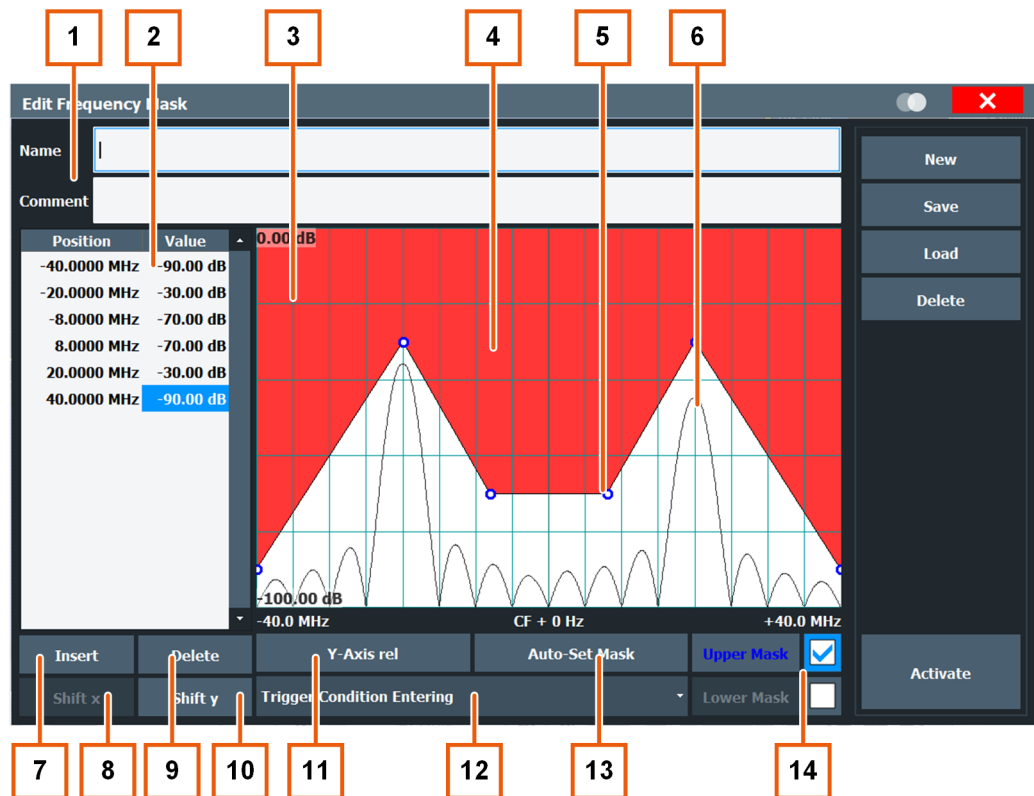 1 2 3 4 5 6
Edit Frequency Mask
Name
New
Comment
Save
Load
Delete
Position Value
-40.0000 MHz -90.00 dB
-20.0000 MHz -30.00 dB
-8.0000 MHz -70.00 dB
8.0000 MHz -70.00 dB
20.0000 MHz -30.00 dB
40.0000 MHz -90.00 dB
0.00 dB
-100.00 dB
-40.0 MHz CF + 0 Hz +40.0 MHz
Insert Delete Y-Axis rel Auto-Set Mask Upper Mask
Shift x Shift y Trigger Condition Entering Lower Mask
Activate
7 8 9 10 11 12 13 14